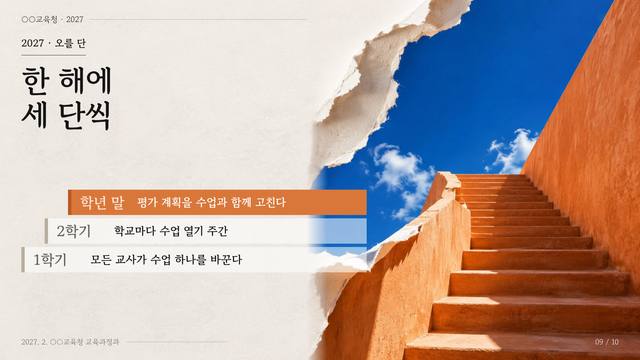 ○○교육청 · 2027
2027 · 오를 단
한 해에
세 단씩
학년 말 평가 계획을 수업과 함께 고친다
2학기 학교마다 수업 열기 주간
1학기 모든 교사가 수업 하나를 바꾼다
2027. 2. ○○교육청 교육과정과
09 / 10